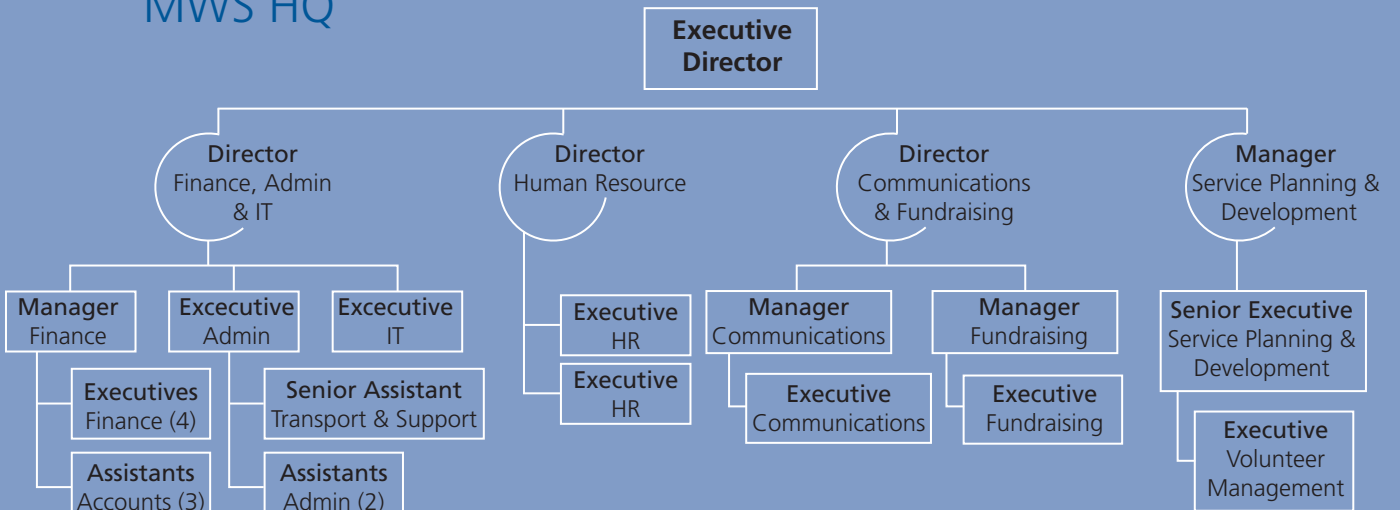 MWS HQ
Executive
Director
Director
Finance, Admin
& IT
Director
Human Resource
Director
Communications
& Fundraising
Manager
Service Planning &
Development
Manager
Finance
Excecutive
Admin
Excecutive
IT
Executives
Finance (4)
Assistants
Accounts (3)
Senior Assistant
Transport & Support
Assistants
Admin (2)
Executive
HR
Executive
HR
Manager
Communications
Executive
Communications
Manager
Fundraising
Executive
Fundraising
Senior Executive
Service Planning &
Development
Executive
Volunteer
Management